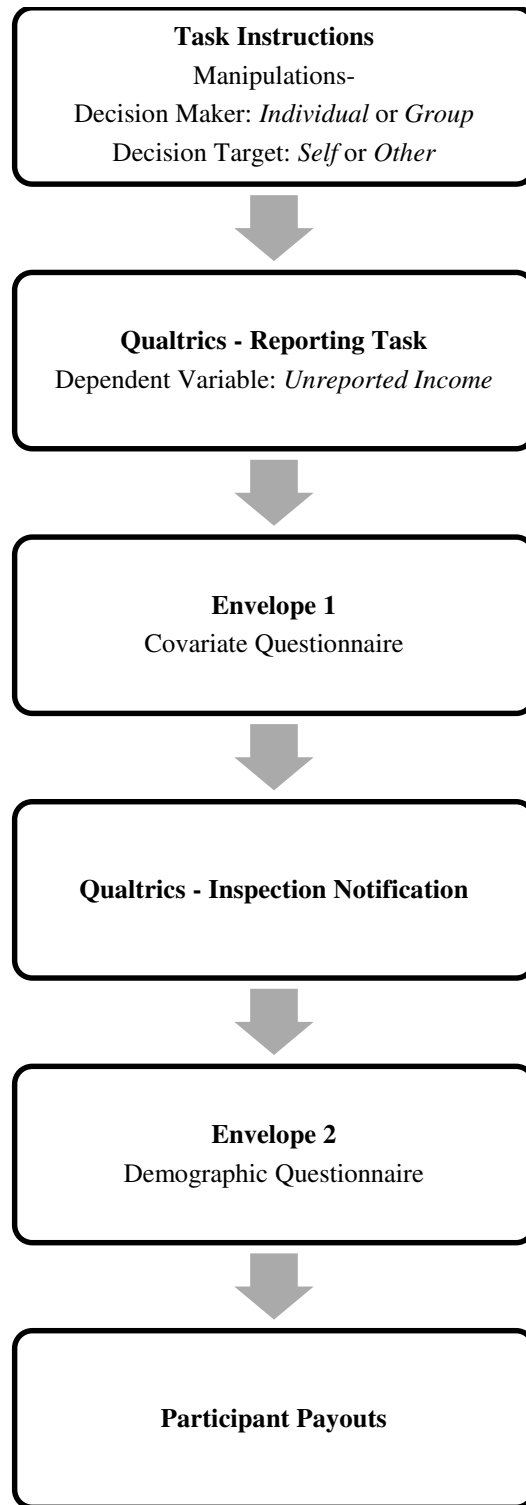 Task Instructions
Manipulations-
Decision Maker: Individual or Group
Decision Target: Self or Other
Qualtrics - Reporting Task
Dependent Variable: Unreported Income
Envelope 1
Covariate Questionnaire
Qualtrics - Inspection Notification
Envelope 2
Demographic Questionnaire
Participant Payouts